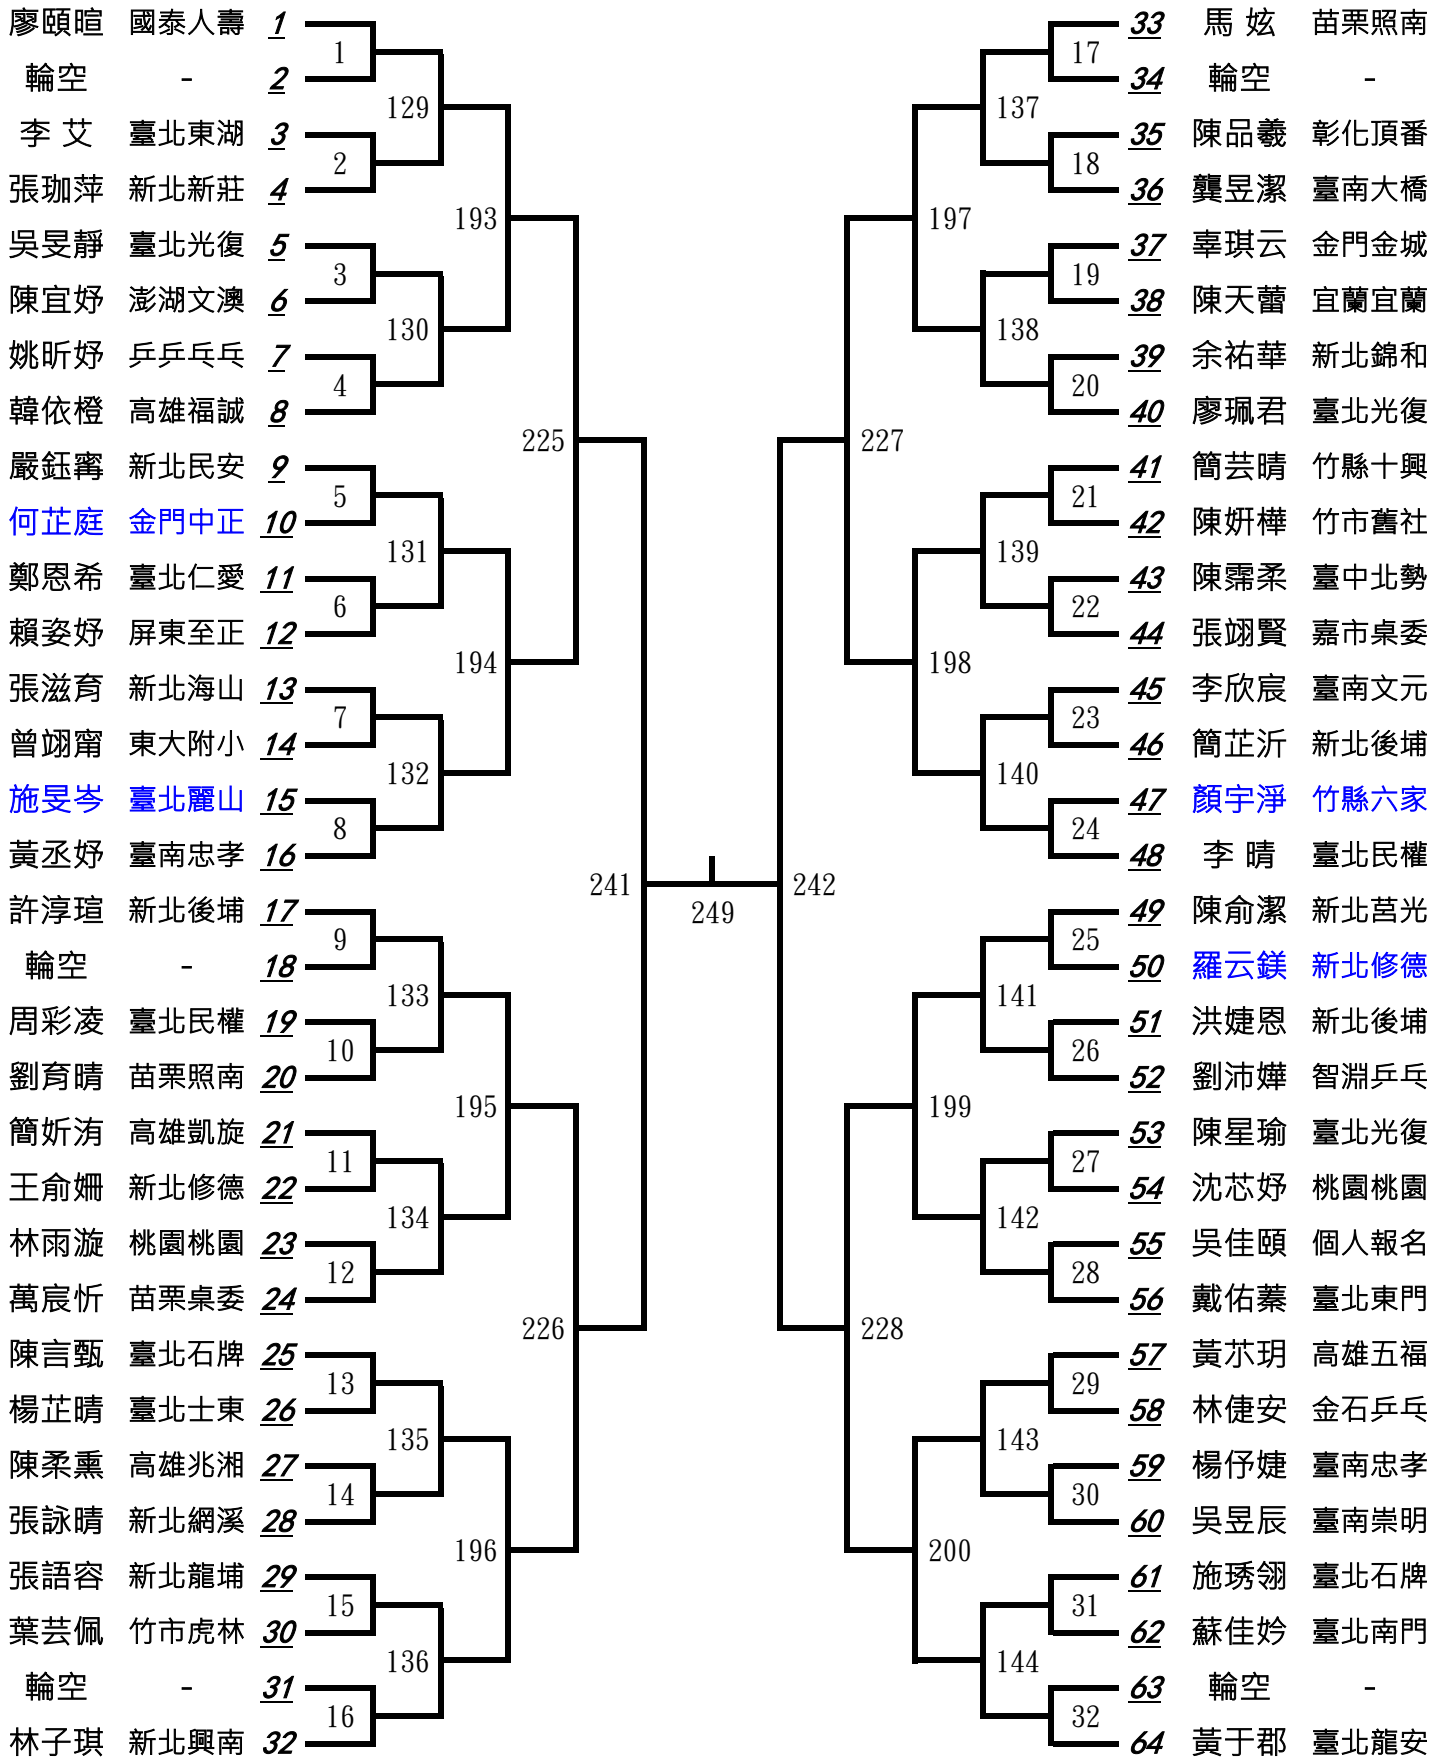 廖頤暄 國泰人壽 1
輪空 - 2
李 艾 臺北東湖 3
張珈萍 新北新莊 4
吳旻靜 臺北光復 5
陳宜妤 澎湖文澳 6
姚昕妤 乒乒乓乓 7
韓依橙 高雄福誠 8
嚴鈺寗 新北民安 9
何芷庭 金門中正 10
鄭恩希 臺北仁愛 11
賴姿妤 屏東至正 12
張滋育 新北海山 13
曾翊甯 東大附小 14
施旻岑 臺北麗山 15
黃丞妤 臺南忠孝 16
許淳瑄 新北後埔 17
輪空 - 18
周彩凌 臺北民權 19
劉育晴 苗栗照南 20
簡妡洧 高雄凱旋 21
王俞姍 新北修德 22
林雨漩 桃園桃園 23
萬宸忻 苗栗桌委 24
陳言甄 臺北石牌 25
楊芷晴 臺北士東 26
陳柔熏 高雄兆湘 27
張詠晴 新北網溪 28
張語容 新北龍埔 29
葉芸佩 竹市虎林 30
輪空 - 31
林子琪 新北興南 32
1
2
3
4
5
6
7
8
9
10
11
12
13
14
15
16
129
130
131
132
133
134
135
136
193
194
195
196
225
226
241
249
242
227
228
197
198
199
200
137
138
139
140
141
142
143
144
17
18
19
20
21
22
23
24
25
26
27
28
29
30
31
32
33 馬 妶 苗栗照南
34 輪空 -
35 陳品羲 彰化頂番
36 龔昱潔 臺南大橋
37 辜琪云 金門金城
38 陳天蕾 宜蘭宜蘭
39 余祐華 新北錦和
40 廖珮君 臺北光復
41 簡芸晴 竹縣十興
42 陳姸樺 竹市舊社
43 陳霈柔 臺中北勢
44 張翊賢 嘉市桌委
45 李欣宸 臺南文元
46 簡芷沂 新北後埔
47 顏宇淨 竹縣六家
48 李 晴 臺北民權
49 陳俞潔 新北莒光
50 羅云鎂 新北修德
51 洪婕恩 新北後埔
52 劉沛嬅 智淵乒乓
53 陳星瑜 臺北光復
54 沈芯妤 桃園桃園
55 吳佳頤 個人報名
56 戴佑蓁 臺北東門
57 黃苶玥 高雄五福
58 林倢安 金石乒乓
59 楊伃婕 臺南忠孝
60 吳昱辰 臺南崇明
61 施琇翎 臺北石牌
62 蘇佳妗 臺北南門
63 輪空 -
64 黃于郡 臺北龍安